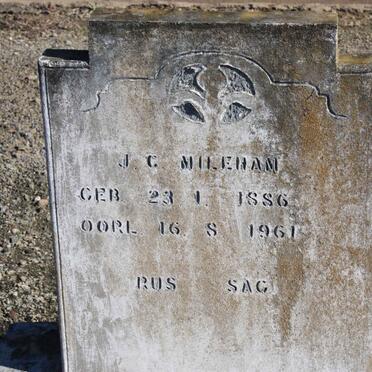 J. C. MILEHAM
GEB. 23. 1. 1886
OORL. 16. 8. 1961
RUS SAG